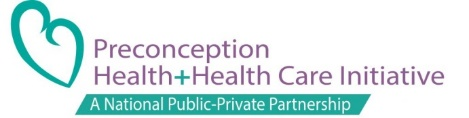 Preconception
Health+Health Care Initiative
A National Public-Private Partnership